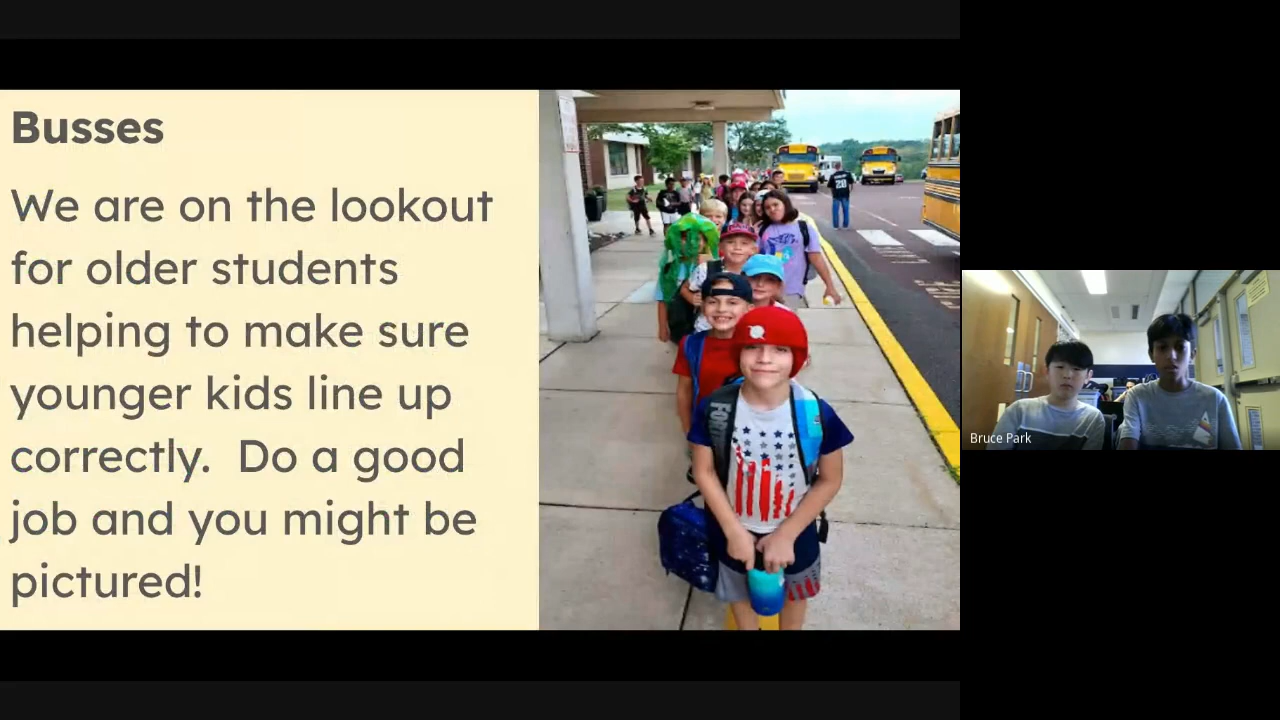 Busses
We are on the lookout
for older students
helping to make sure
younger kids line up
correctly.  Do a good
job and you might be
pictured!
20
Bruce Park